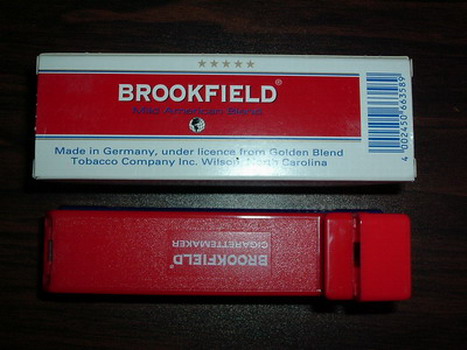 ★★★★★
BROOKFIELD®
Mild American Blend
Made in Germany, under licence from Golden Blend
Tobacco Company Inc. Wilson, North Carolina
4 002450 663589
BROOKFIELD®
CIGARETTEMAKER